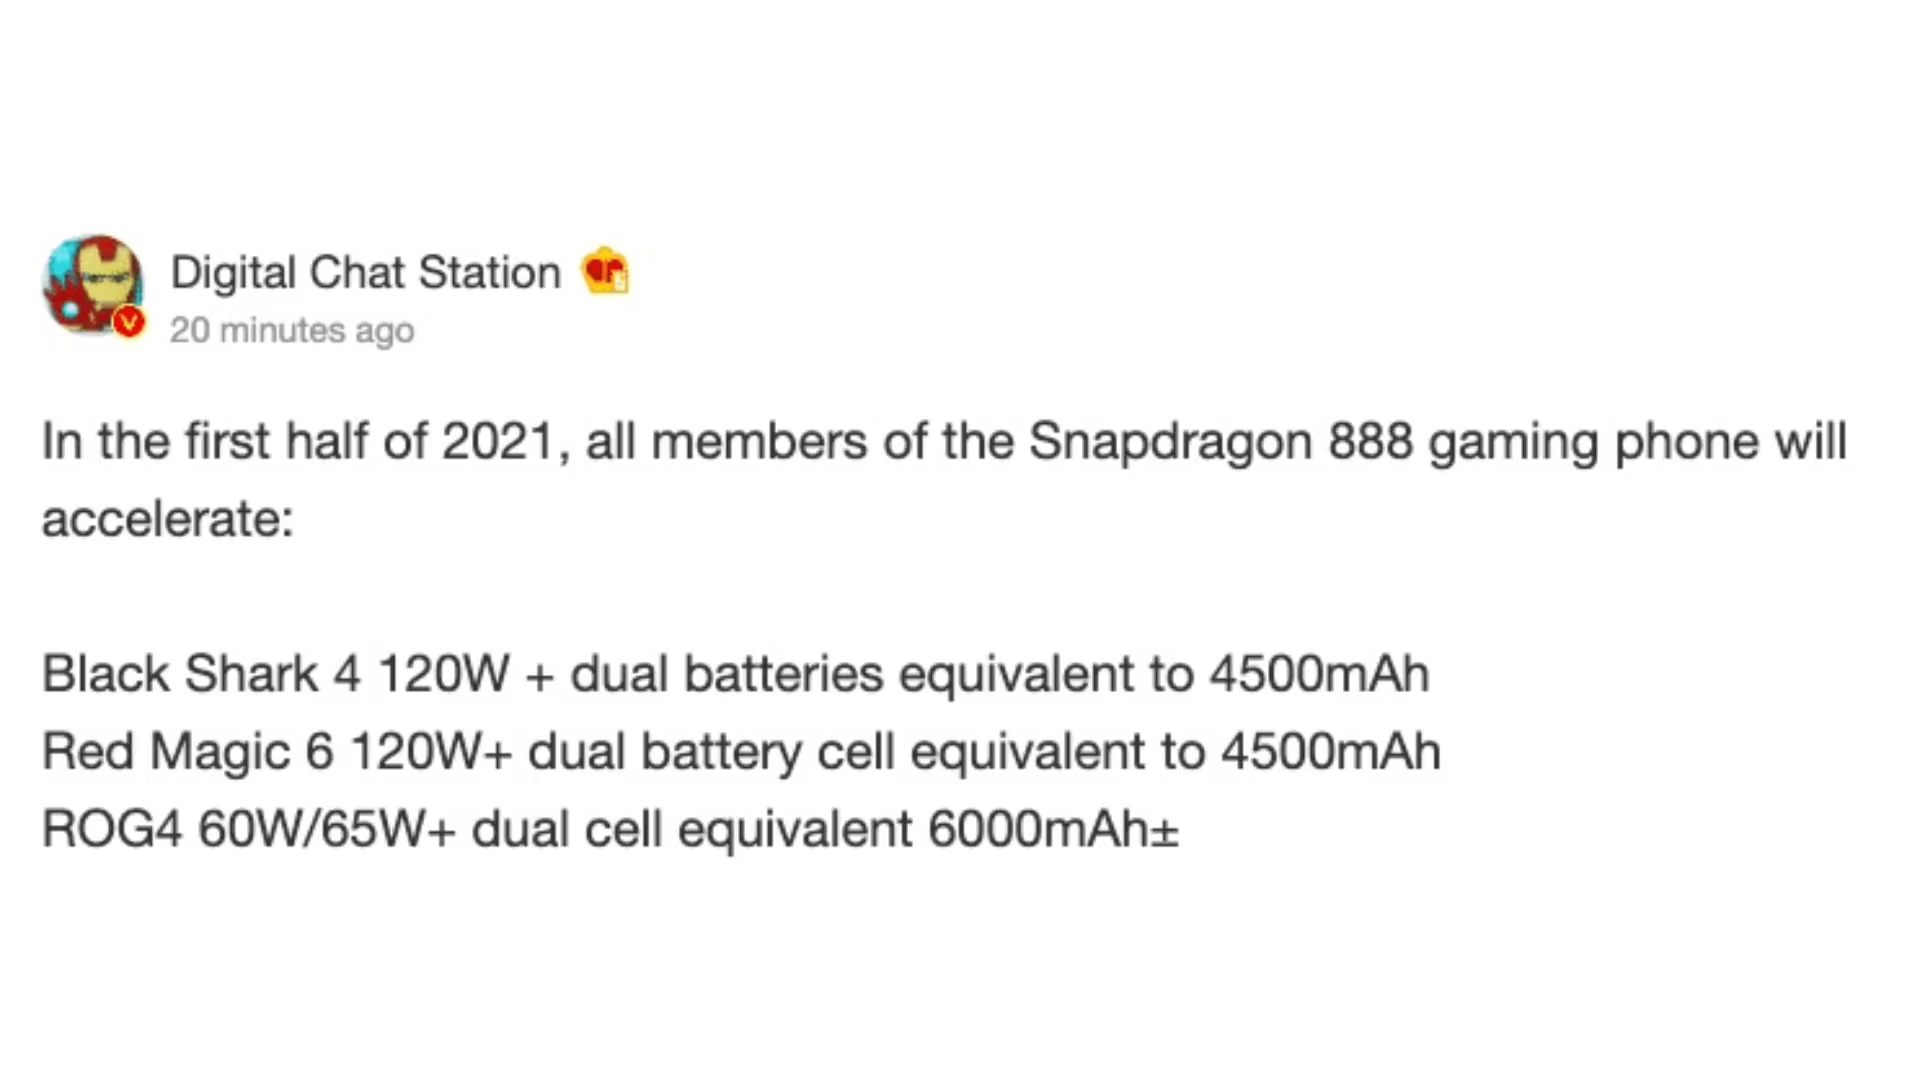 Digital Chat Station
20 minutes ago
In the first half of 2021, all members of the Snapdragon 888 gaming phone will
accelerate:
Black Shark 4 120W + dual batteries equivalent to 4500mAh
Red Magic 6 120W+ dual battery cell equivalent to 4500mAh
ROG4 60W/65W+ dual cell equivalent 6000mAh±